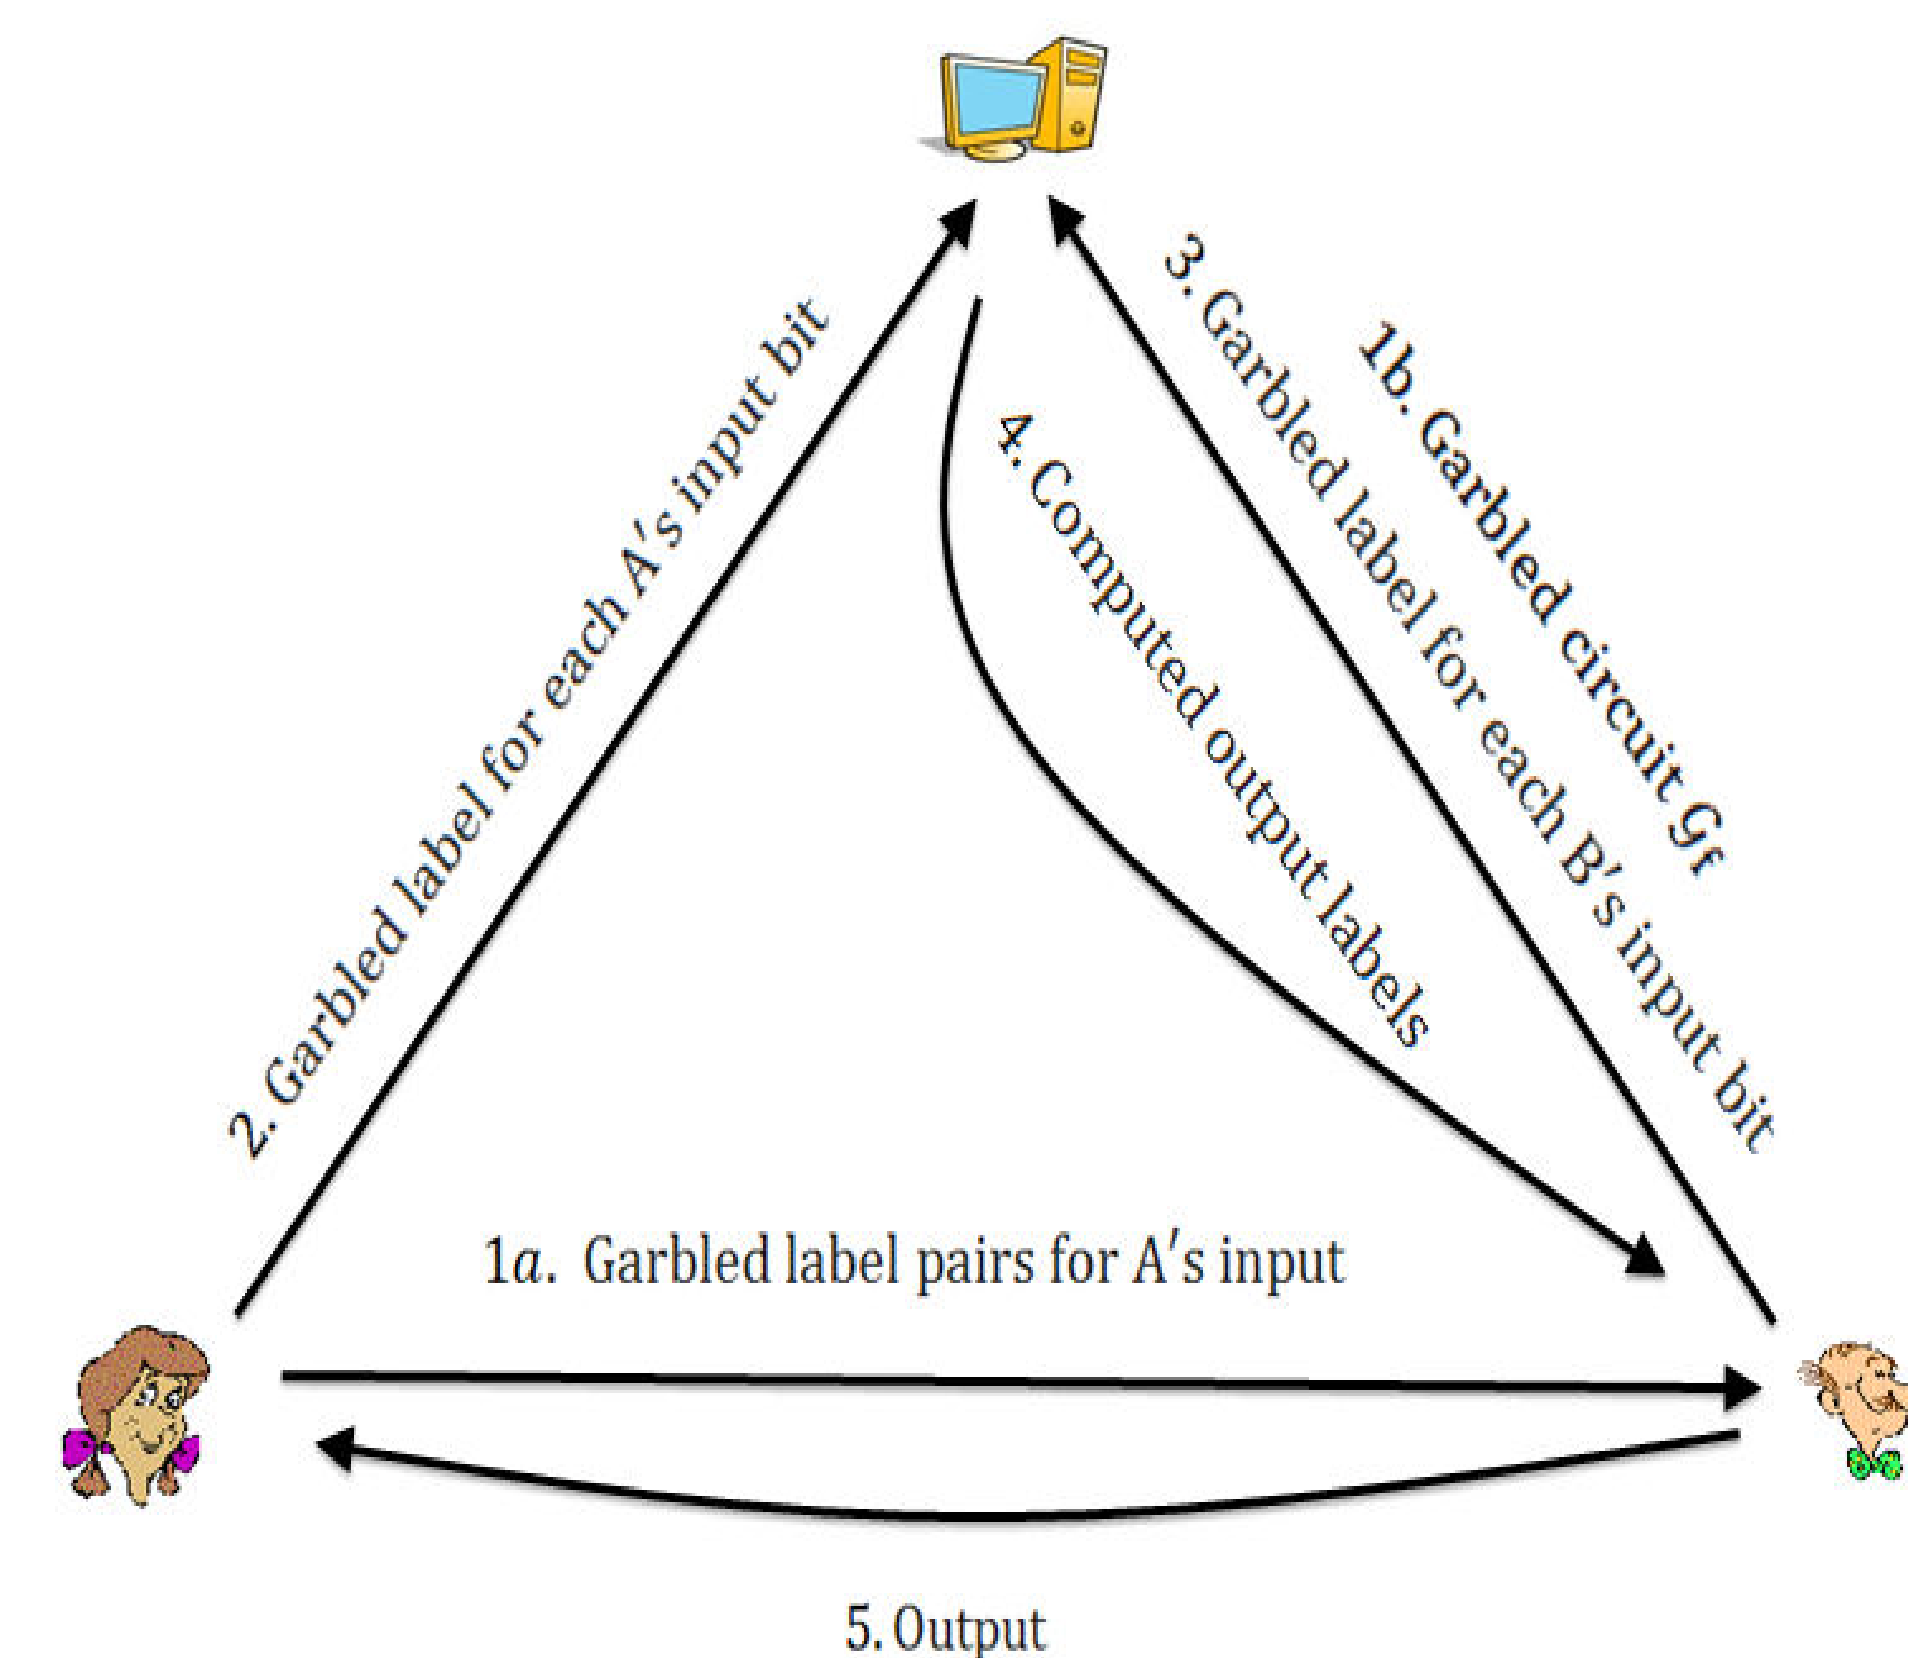 3. Garbled label for each B's input bit
1b. Garbled circuit 𝒢f
2. Garbled label for each A's input bit
4. Computed output labels
1a. Garbled label pairs for A's input
5. Output